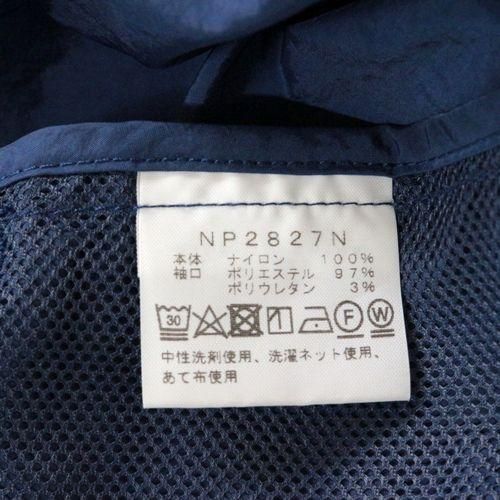 NP2827N
本体 ナイロン 100%
袖口 ポリエステル 97%
ポリウレタン 3%
30 F W
中性洗剤使用、洗濯ネット使用、
あて布使用